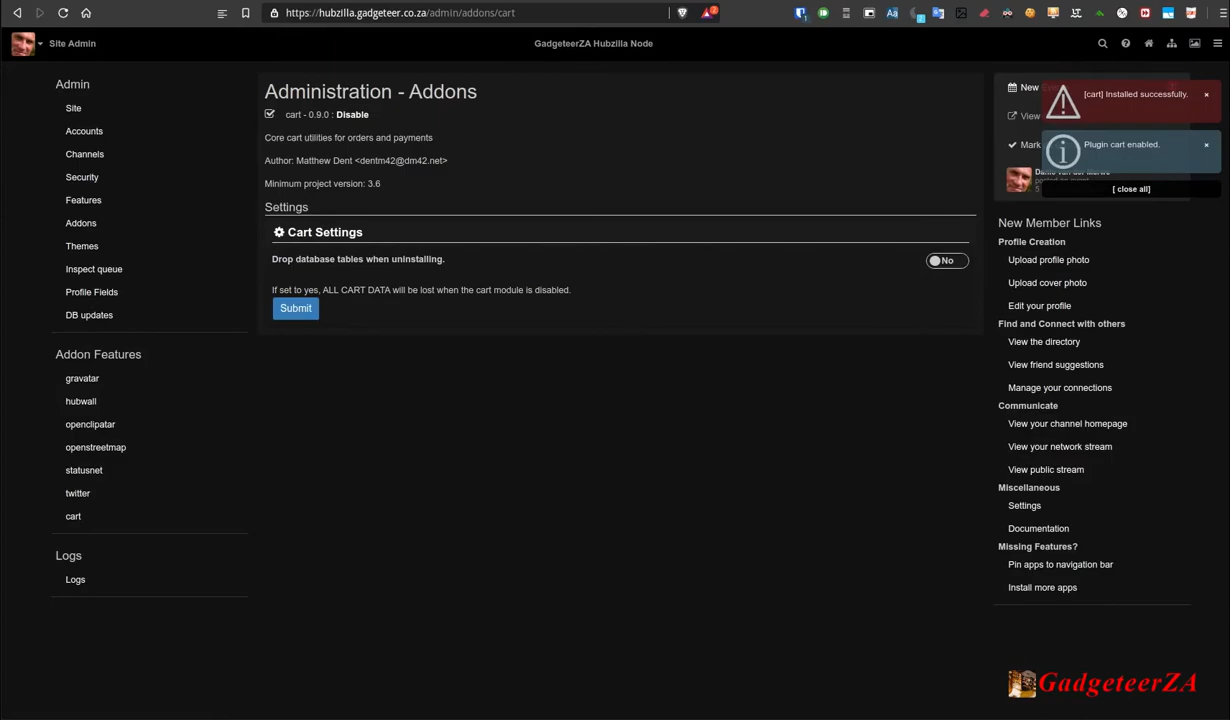 https://hubzilla.gadgeteer.co.za/admin/addons/cart
Site Admin
GadgeteerZA Hubzilla Node
Admin
Site
Accounts
Channels
Security
Features
Addons
Themes
Inspect queue
Profile Fields
DB updates
Addon Features
gravatar
hubwall
openclipatar
openstreetmap
statusnet
twitter
cart
Logs
Logs
Administration - Addons
cart - 0.9.0 : Disable
Core cart utilities for orders and payments
Author: Matthew Dent <dentm42@dm42.net>
Minimum project version: 3.6
Settings
Cart Settings
Drop database tables when uninstalling.
No
If set to yes, ALL CART DATA will be lost when the cart module is disabled.
Submit
New
View
Mark
[cart] Installed successfully.
×
Plugin cart enabled.
×
[ close all]
New Member Links
Profile Creation
Upload profile photo
Upload cover photo
Edit your profile
Find and Connect with others
View the directory
View friend suggestions
Manage your connections
Communicate
View your channel homepage
View your network stream
View public stream
Miscellaneous
Settings
Documentation
Missing Features?
Pin apps to navigation bar
Install more apps
GadgeteerZA